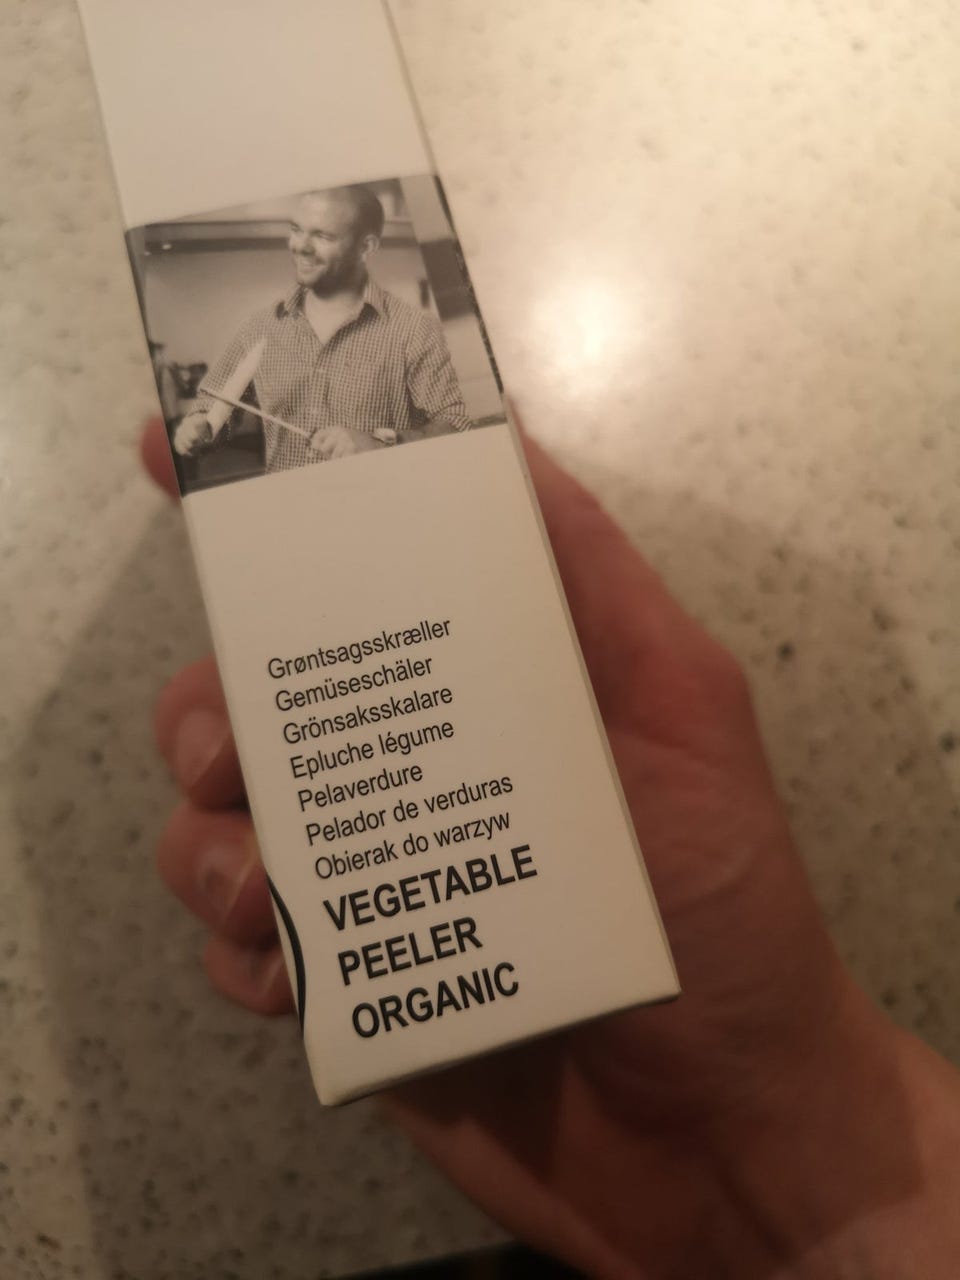 Grøntsagsskræller
Gemüseschäler
Grönsaksskalare
Epluche légume
Pelaverdure
Pelador de verduras
Obierak do warzyw
VEGETABLE
PEELER
ORGANIC